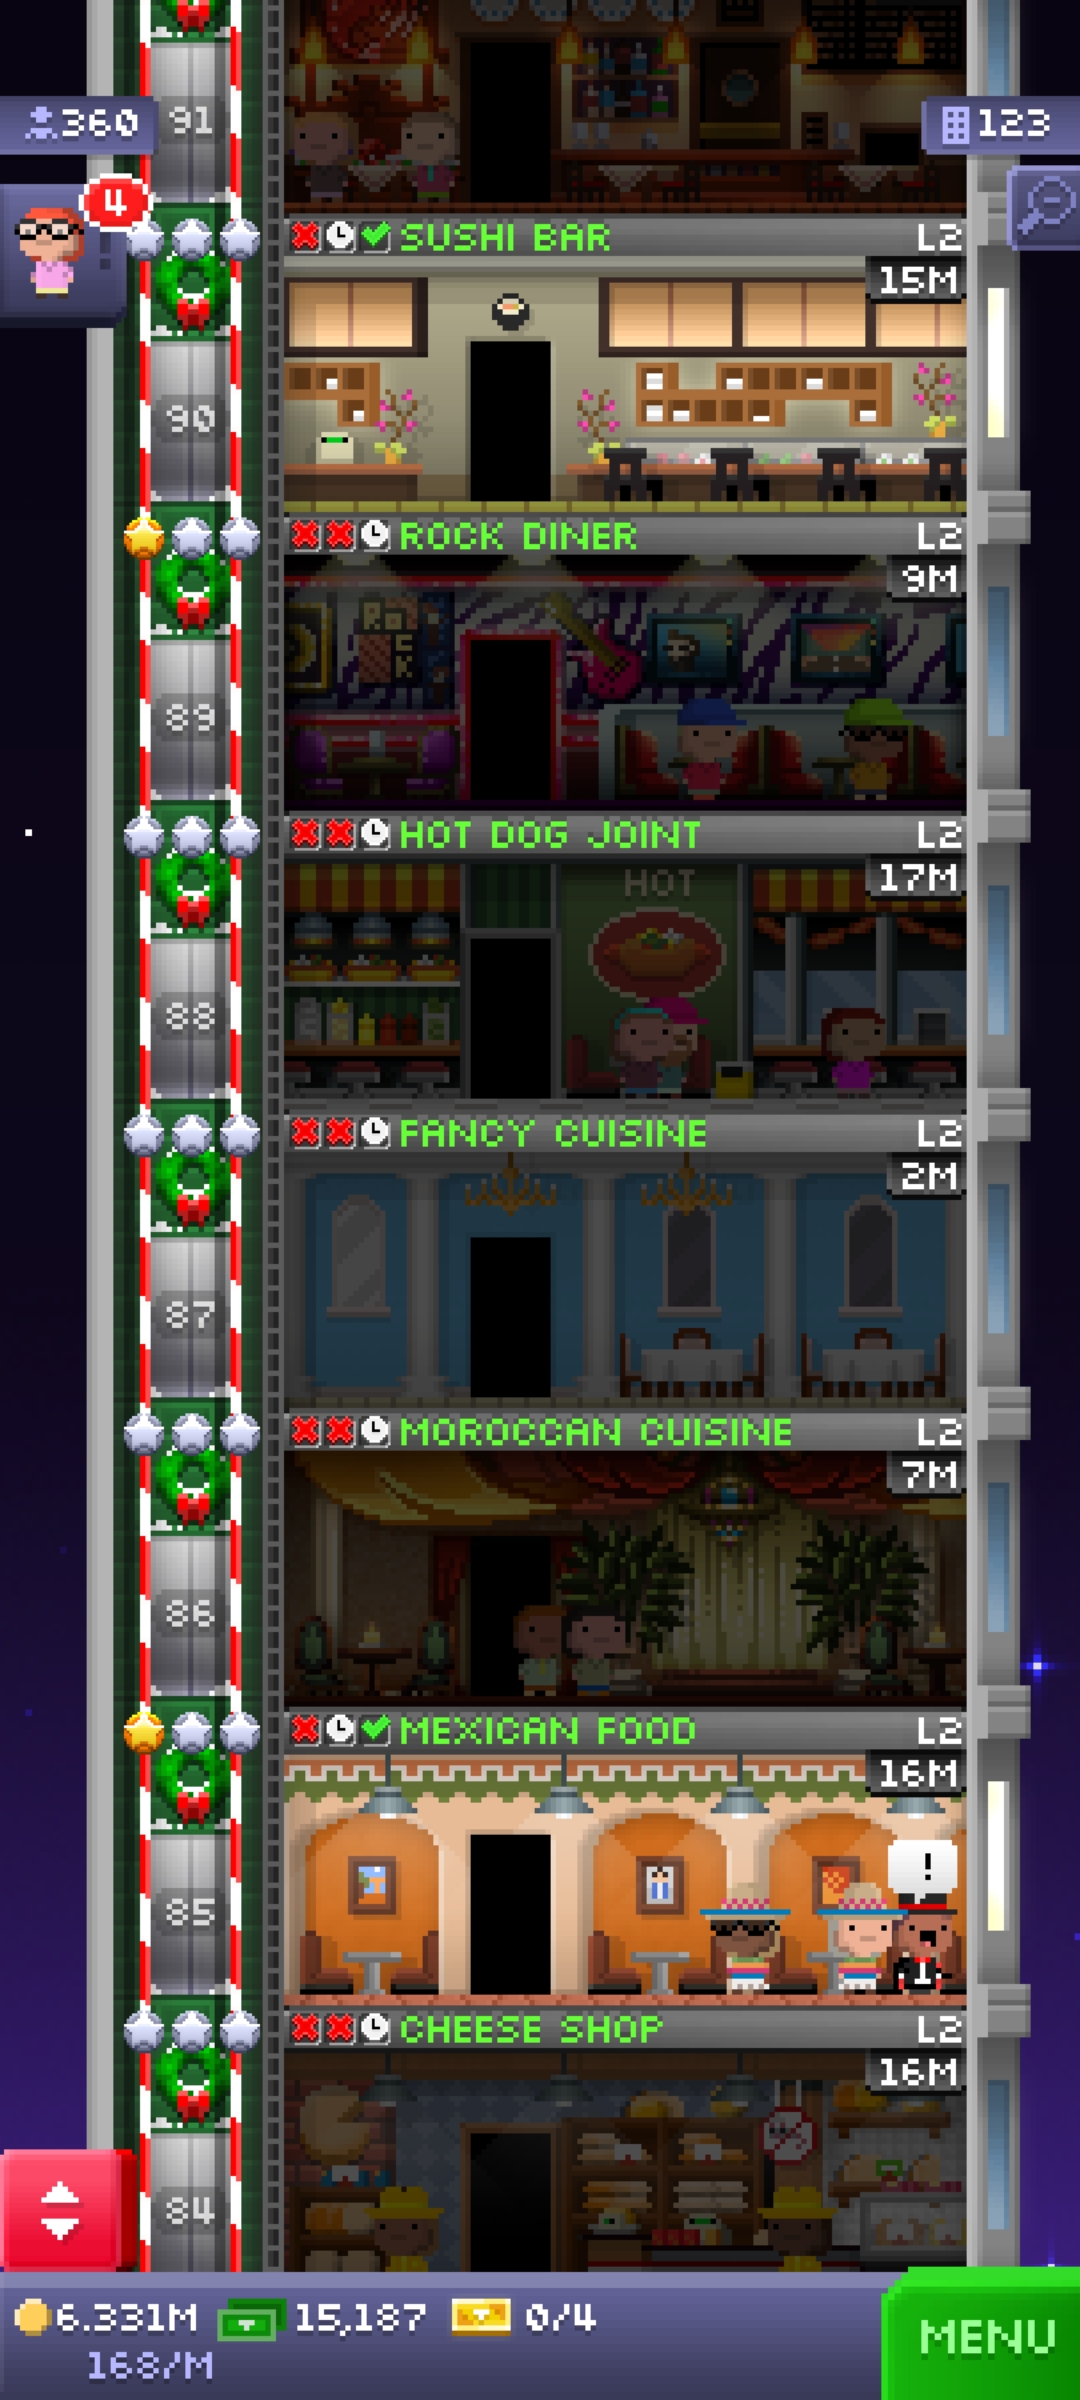 91
360
123
4
SUSHI BAR L2
15M
90
ROCK DINER L2
9M
ROCK
89
HOT DOG JOINT L2
17M
HOT
88
FANCY CUISINE L2
2M
87
MOROCCAN CUISINE L2
7M
86
MEXICAN FOOD L2
16M
!
85
CHEESE SHOP L2
16M
84
6.331M 15,187 0/4
168/M
MENU